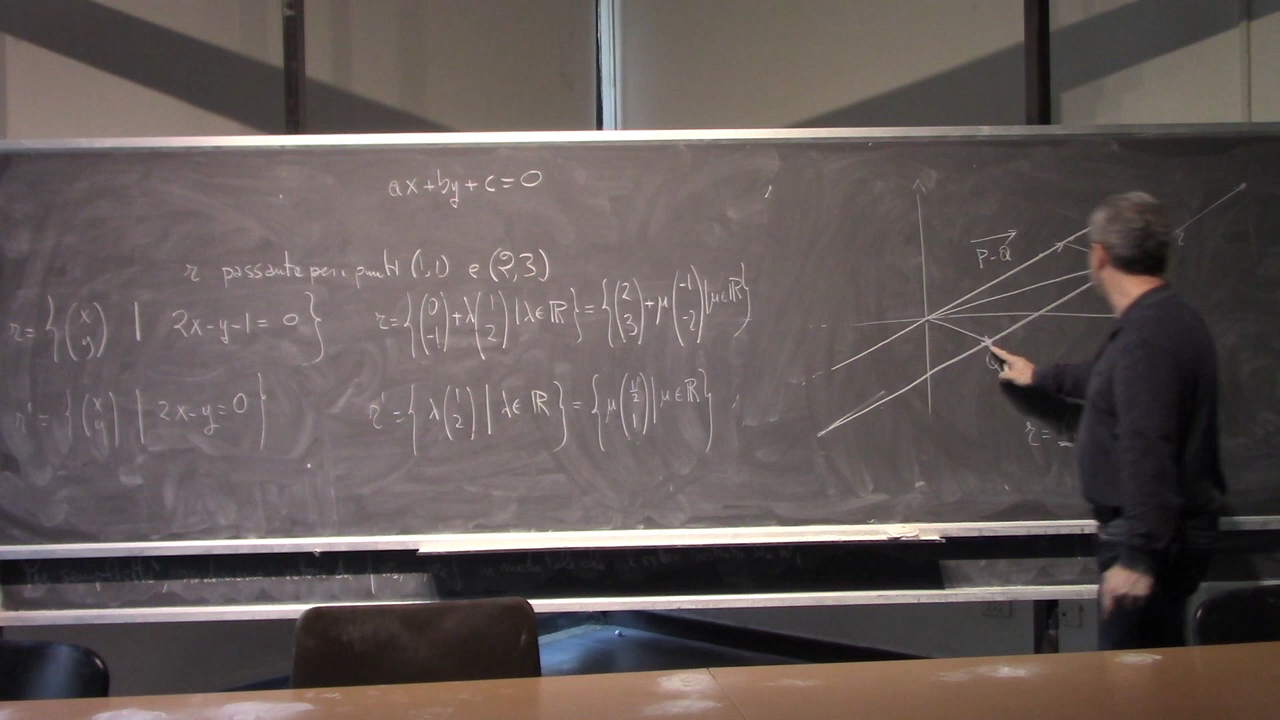 ax+by+c=0
r passante per i punti (1,1) e (2,3)
r={(x y) | 2x-y-1=0} r={(0 -1)+λ(1 2)|λ∈ℝ}={(2 3)+μ(-1 -2)|μ∈ℝ}
r'={(x y) | 2x-y=0} r'={λ(1 2)|λ∈ℝ}={μ(1/2 1)|μ∈ℝ}
P-Q
r
Q
r=